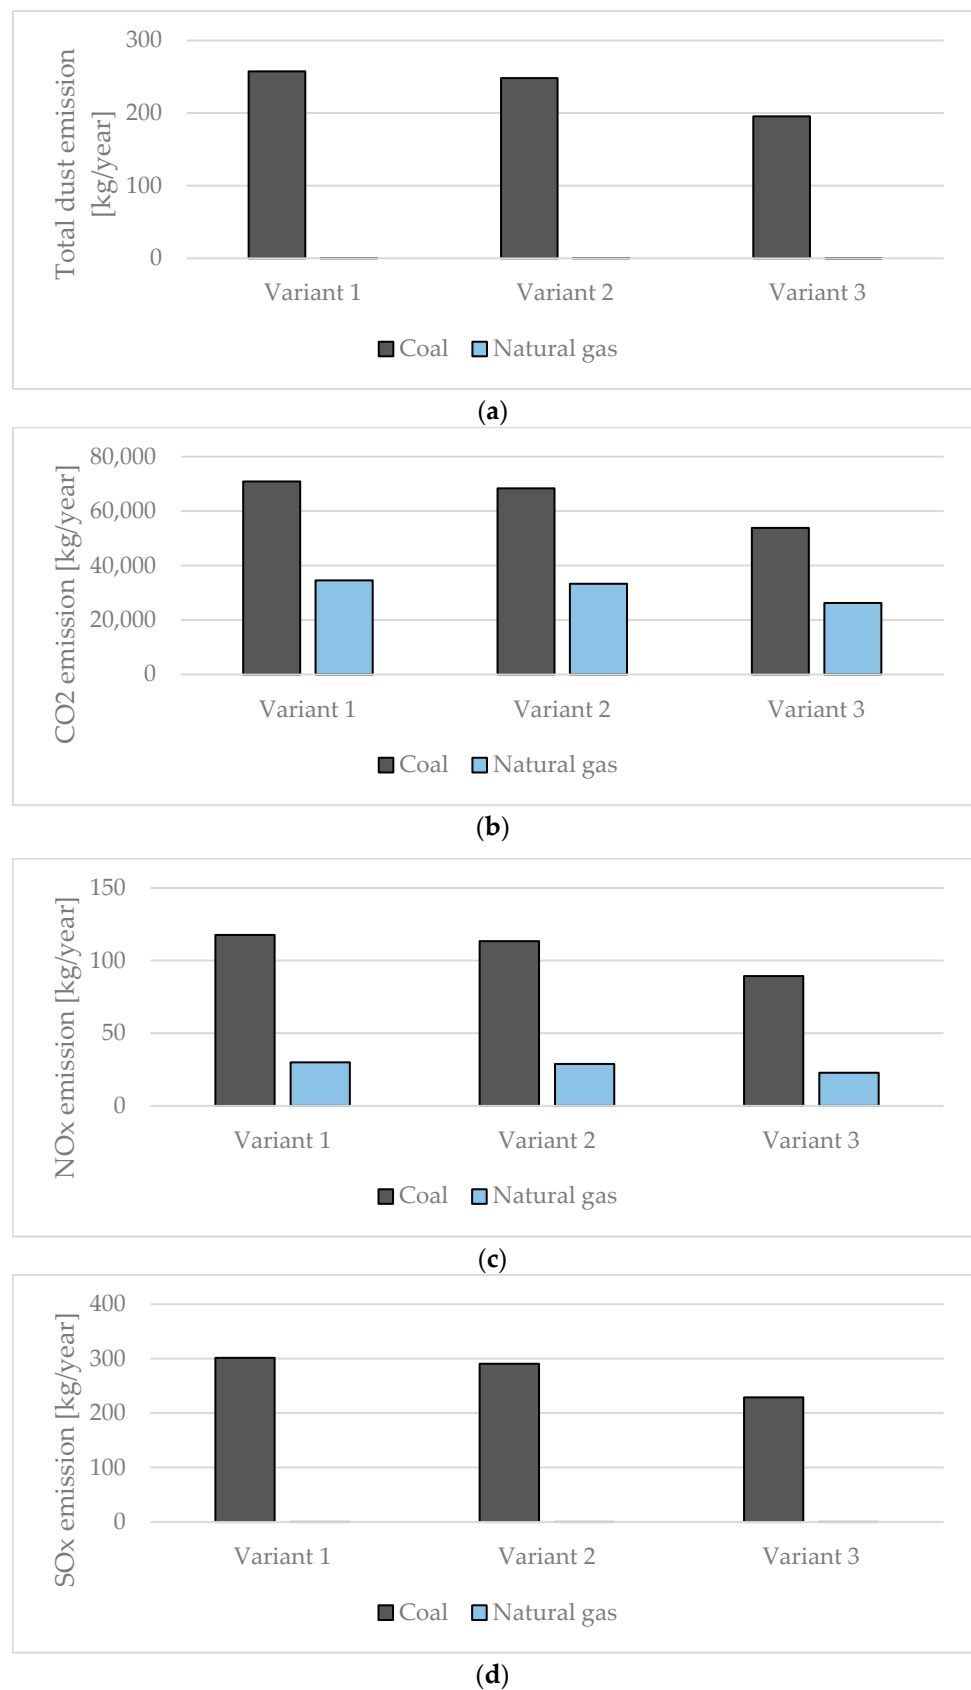 Total dust emission
[kg/year]
300
200
100
0
Variant 1 Variant 2 Variant 3
Coal Natural gas
(a)
CO2 emission [kg/year]
80,000
60,000
40,000
20,000
0
Variant 1 Variant 2 Variant 3
Coal Natural gas
(b)
NOx emission [kg/year]
150
100
50
0
Variant 1 Variant 2 Variant 3
Coal Natural gas
(c)
SOx emission [kg/year]
400
300
200
100
0
Variant 1 Variant 2 Variant 3
Coal Natural gas
(d)